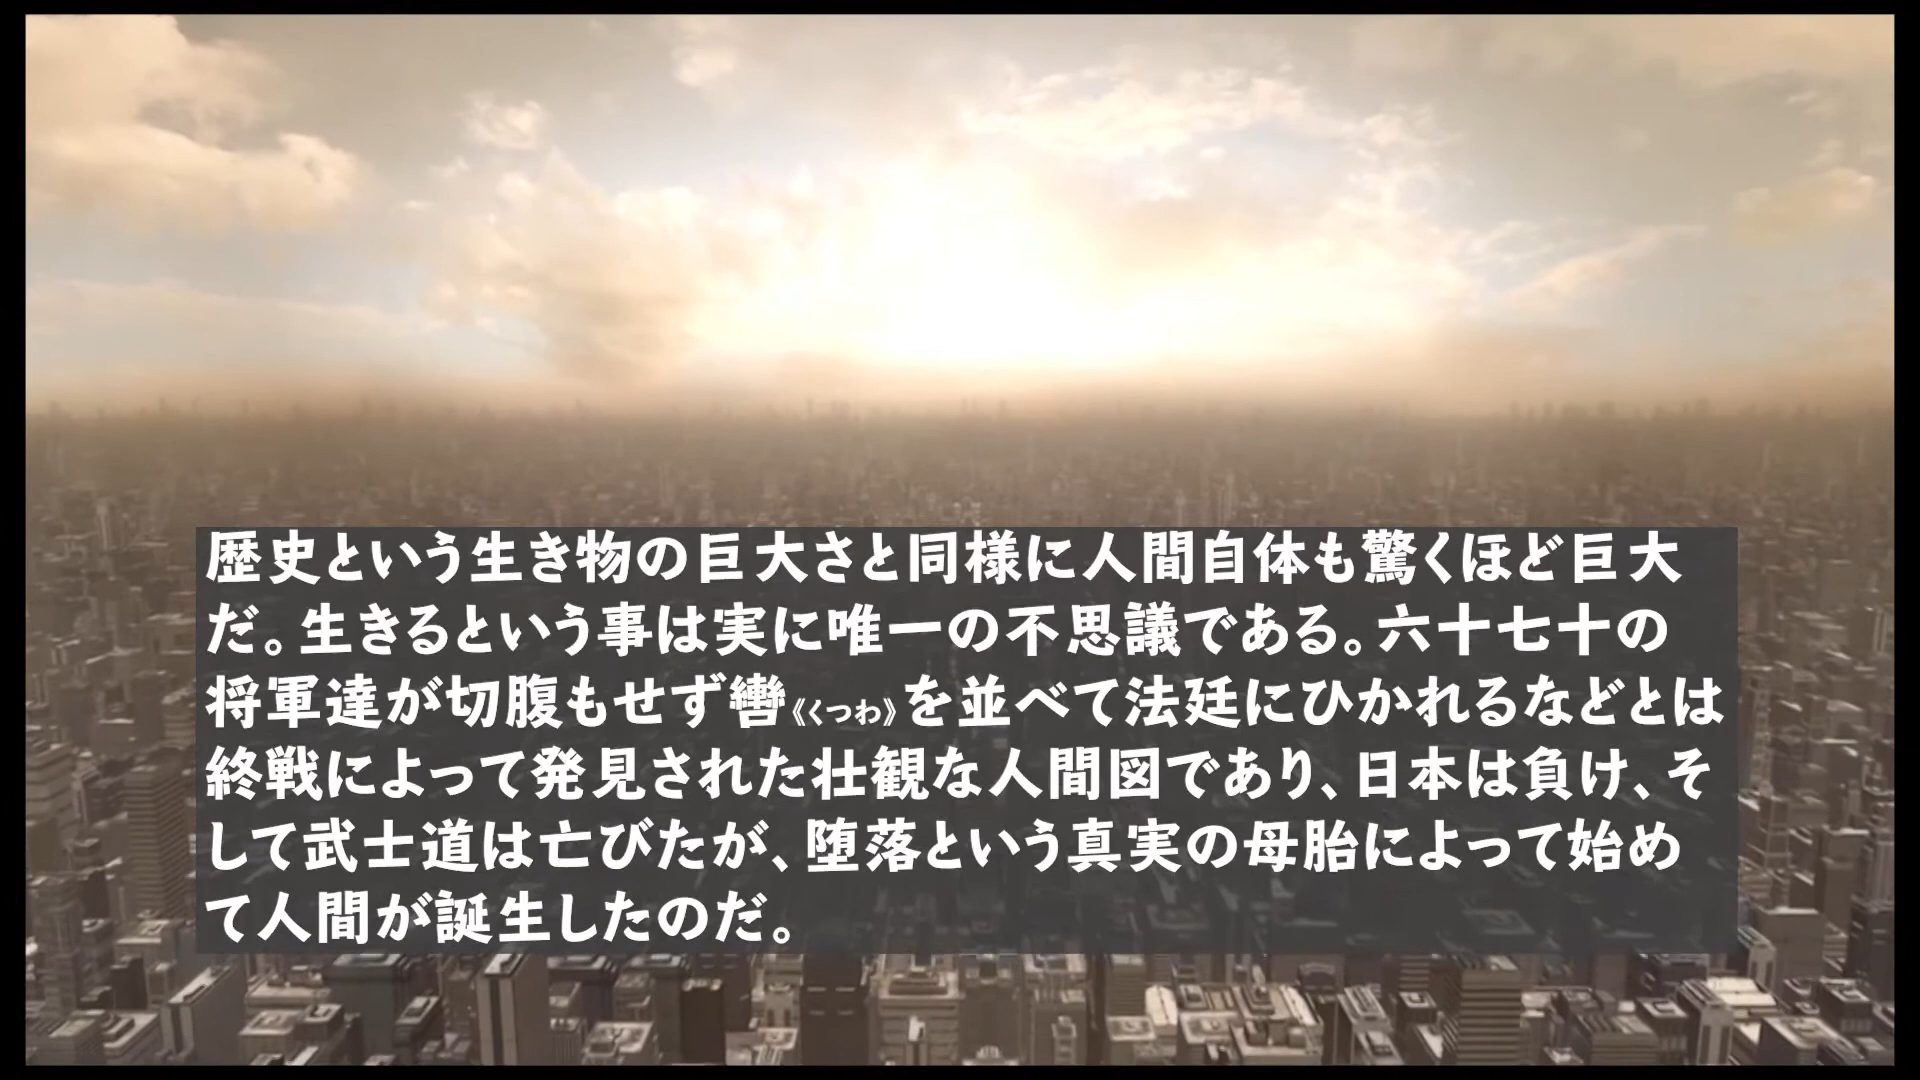 歴史という生き物の巨大さと同様に人間自体も驚くほど巨大
だ。生きるという事は実に唯一の不思議である。六十七十の
将軍達が切腹もせず轡《くつわ》を並べて法廷にひかれるなどとは
終戦によって発見された壮観な人間図であり、日本は負け、そ
して武士道は亡びたが、堕落という真実の母胎によって始め
て人間が誕生したのだ。